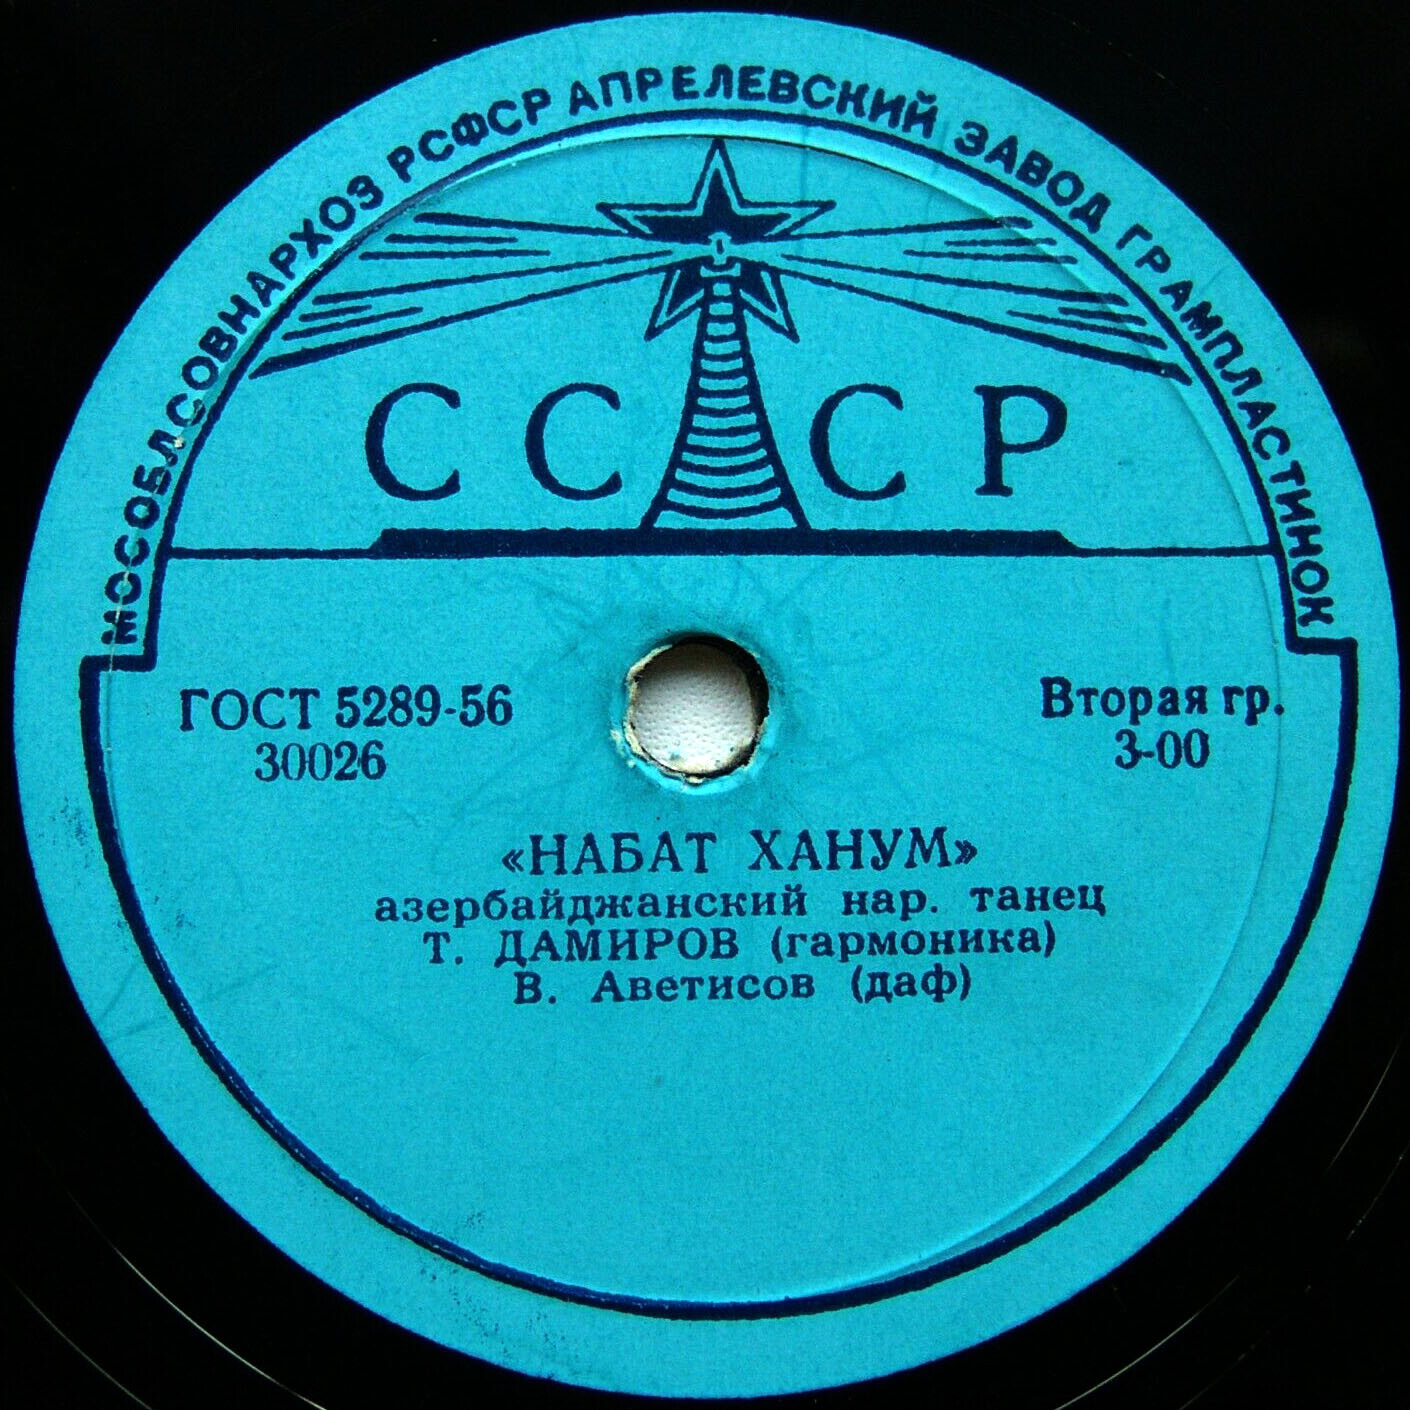 МОСОБЛСОВНАРХОЗ РСФСР АПРЕЛЕВСКИЙ ЗАВОД ГРАМПЛАСТИНОК
СССР
ГОСТ 5289-56
30026
Вторая гр.
3-00
«НАБАТ ХАНУМ»
азербайджанский нар. танец
Т. ДАМИРОВ (гармоника)
В. Аветисов (даф)